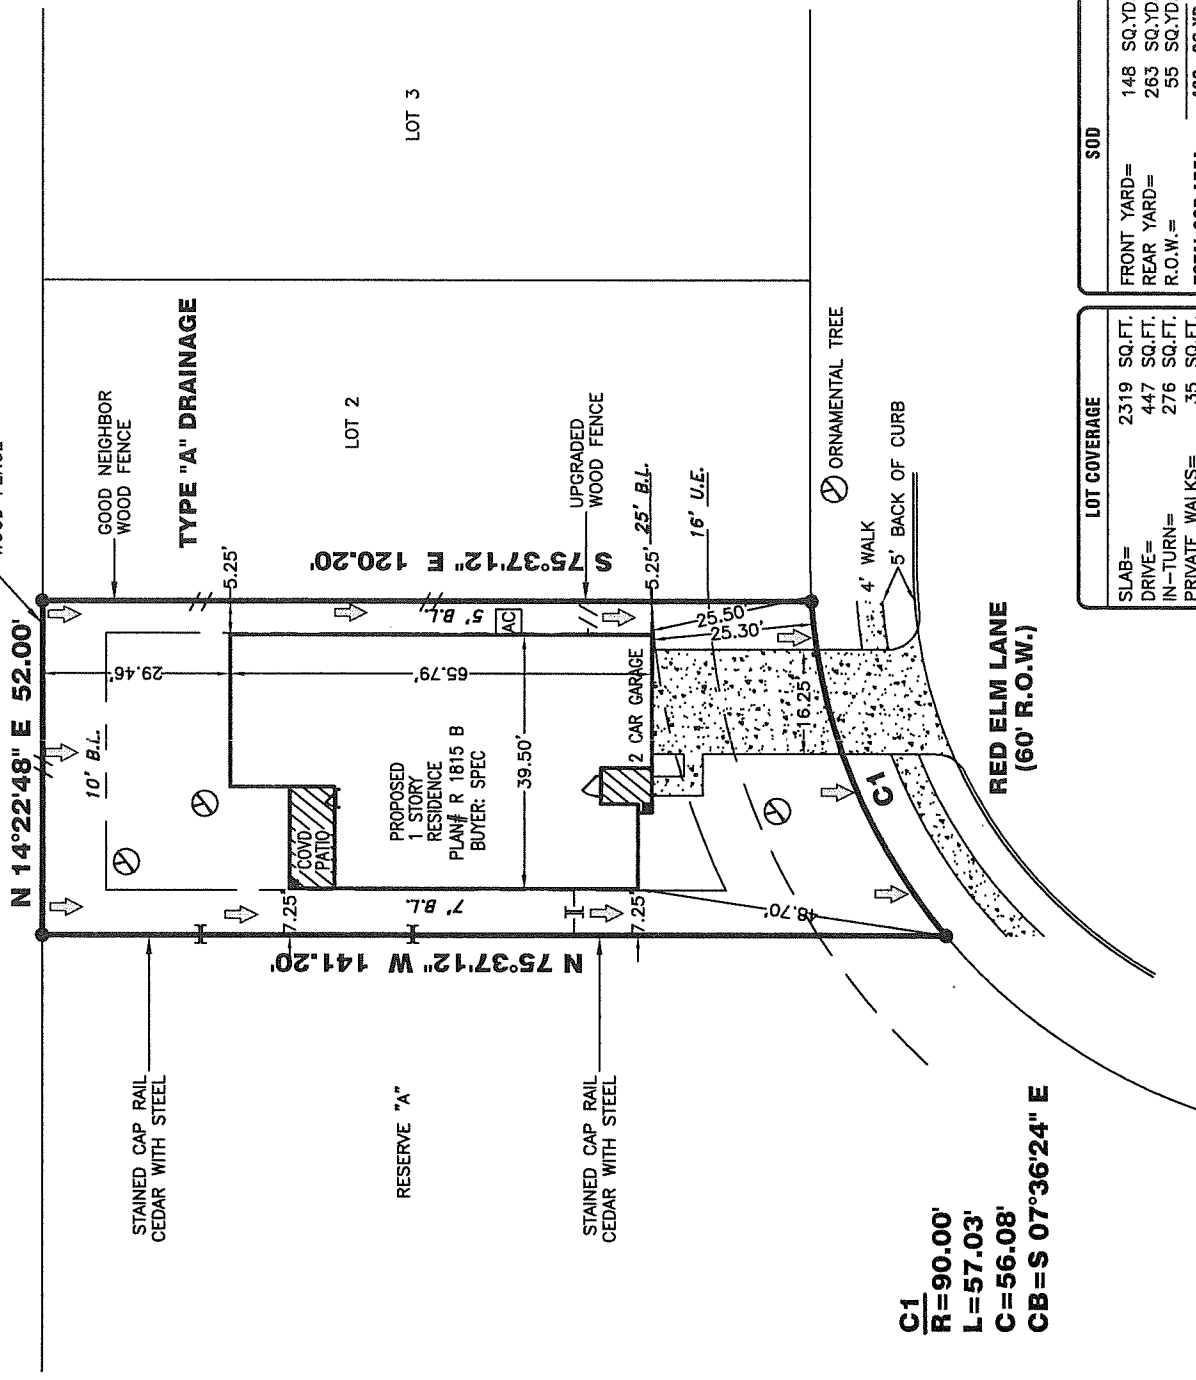 WOOD FENCE
N 14°22'48" E 52.00'
GOOD NEIGHBOR
WOOD FENCE
TYPE "A" DRAINAGE
LOT 3
LOT 2
10' B.L.
29.46'
5.25'
S 75°37'12" E 120.20'
5' B.L.
AC
UPGRADED
WOOD FENCE
65.79'
COVD.
PATIO
PROPOSED
1 STORY
RESIDENCE
PLAN# R 1815 B
BUYER: SPEC
39.50'
2 CAR GARAGE
5.25'
25' B.L.
16' U.E.
25.50'
25.30'
7.25'
7' B.L.
7.25'
48.70'
N 75°37'12" W 141.20'
STAINED CAP RAIL
CEDAR WITH STEEL
RESERVE "A"
STAINED CAP RAIL
CEDAR WITH STEEL
16.25
C1
ORNAMENTAL TREE
4' WALK
5' BACK OF CURB
RED ELM LANE
(60' R.O.W.)
C1
R=90.00'
L=57.03'
C=56.08'
CB=S 07°36'24" E
LOT COVERAGE
SLAB= 2319 SQ.FT.
DRIVE= 447 SQ.FT.
IN-TURN= 276 SQ.FT.
PRIVATE WALKS= 35 SQ.FT.
SOD
FRONT YARD= 148 SQ.YD
REAR YARD= 263 SQ.YD
R.O.W.= 55 SQ.YD